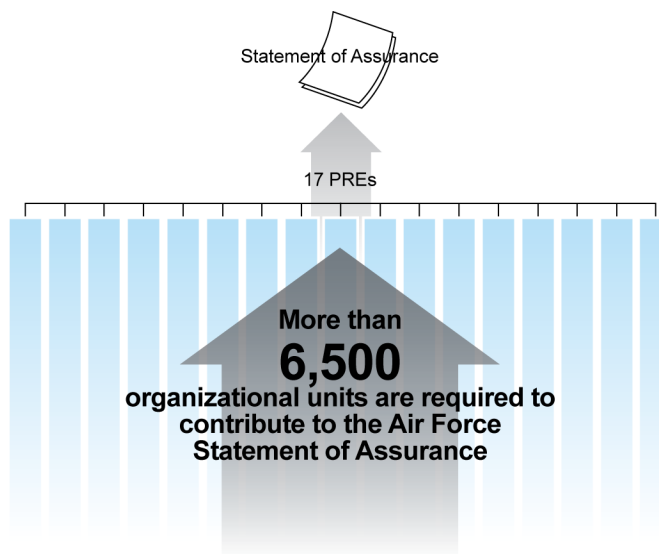 Statement of Assurance
17 PREs
More than
6,500
organizational units are required to
contribute to the Air Force
Statement of Assurance